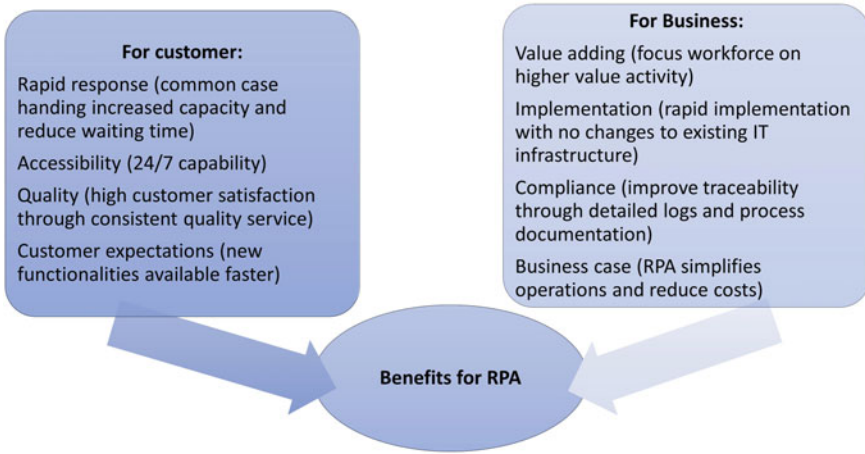 For customer:
Rapid response (common case
handing increased capacity and
reduce waiting time)
Accessibility (24/7 capability)
Quality (high customer satisfaction
through consistent quality service)
Customer expectations (new
functionalities available faster)
For Business:
Value adding (focus workforce on
higher value activity)
Implementation (rapid implementation
with no changes to existing IT
infrastructure)
Compliance (improve traceability
through detailed logs and process
documentation)
Business case (RPA simplifies
operations and reduce costs)
Benefits for RPA